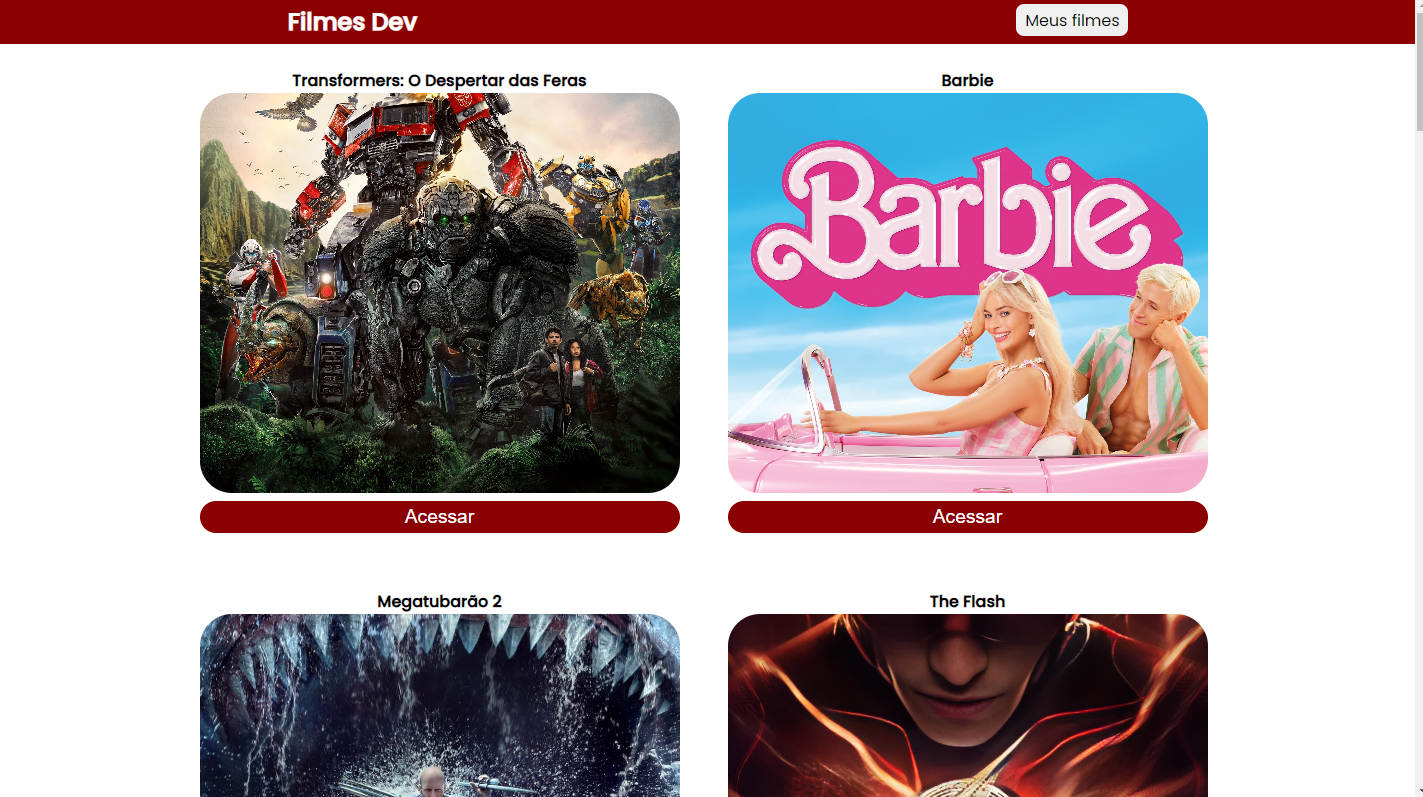 Filmes Dev
Meus filmes
Transformers: O Despertar das Feras
Barbie
Barbie
Acessar
Acessar
Megatubarão 2
The Flash